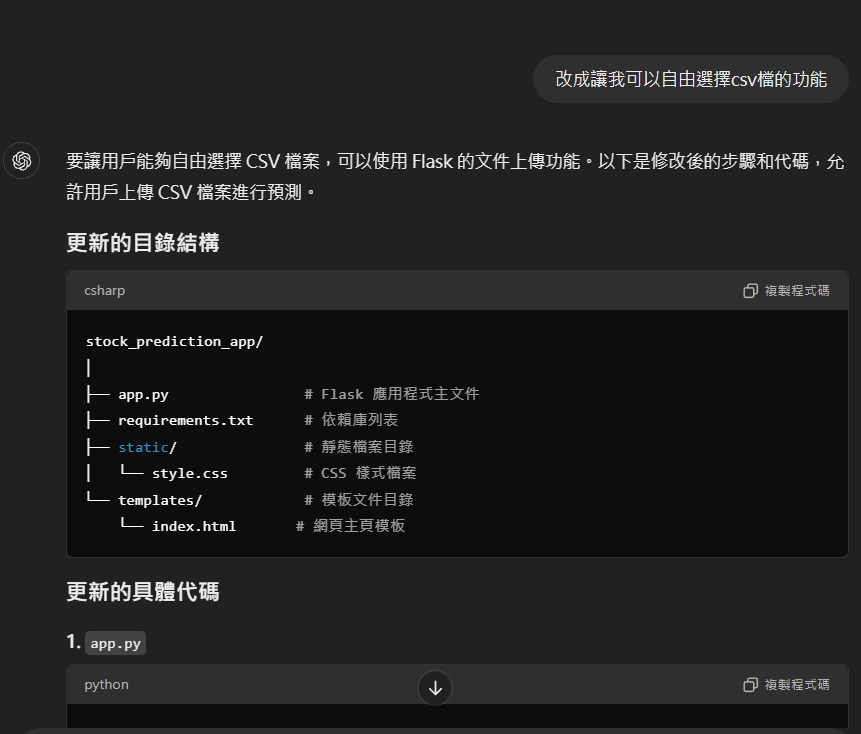 改成讓我可以自由選擇csv檔的功能
要讓用戶能夠自由選擇 CSV 檔案，可以使用 Flask 的文件上傳功能。以下是修改後的步驟和代碼，允
許用戶上傳 CSV 檔案進行預測。
更新的目錄結構
csharp 複製程式碼
stock_prediction_app/
│
├── app.py # Flask 應用程式主文件
├── requirements.txt # 依賴庫列表
├── static/ # 靜態檔案目錄
│   └── style.css # CSS 樣式檔案
└── templates/ # 模板文件目錄
    └── index.html # 網頁主頁模板
更新的具體代碼
1. app.py
python 複製程式碼